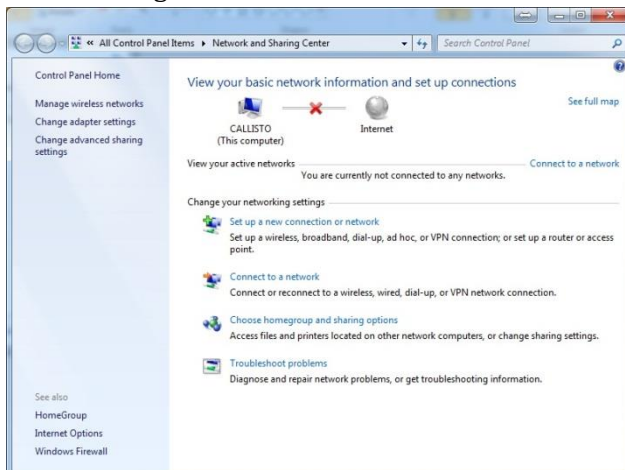 « All Control Panel Items ▸ Network and Sharing Center
Search Control Panel
Control Panel Home
Manage wireless networks
Change adapter settings
Change advanced sharing
settings
See also
HomeGroup
Internet Options
Windows Firewall
View your basic network information and set up connections
See full map
CALLISTO
(This computer)
Internet
View your active networks
Connect to a network
You are currently not connected to any networks.
Change your networking settings
Set up a new connection or network
Set up a wireless, broadband, dial-up, ad hoc, or VPN connection; or set up a router or access
point.
Connect to a network
Connect or reconnect to a wireless, wired, dial-up, or VPN network connection.
Choose homegroup and sharing options
Access files and printers located on other network computers, or change sharing settings.
Troubleshoot problems
Diagnose and repair network problems, or get troubleshooting information.